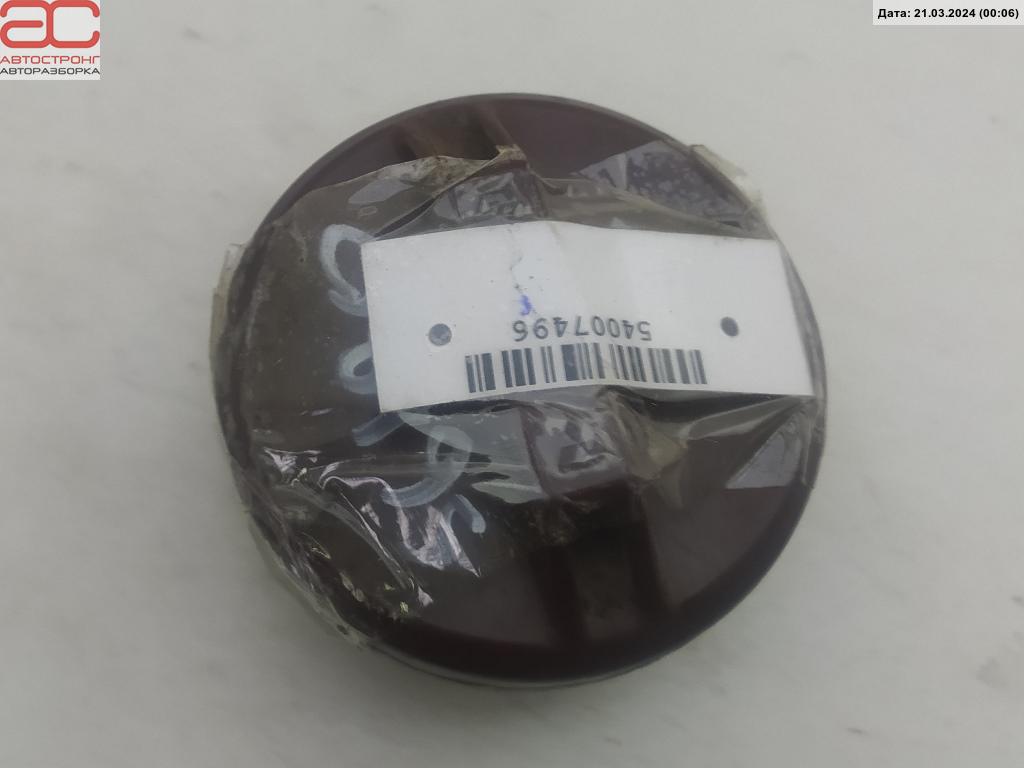 АС
АВТОСТРОНГ
АВТОРАЗБОРКА
Дата: 21.03.2024 (00:06)
54007496